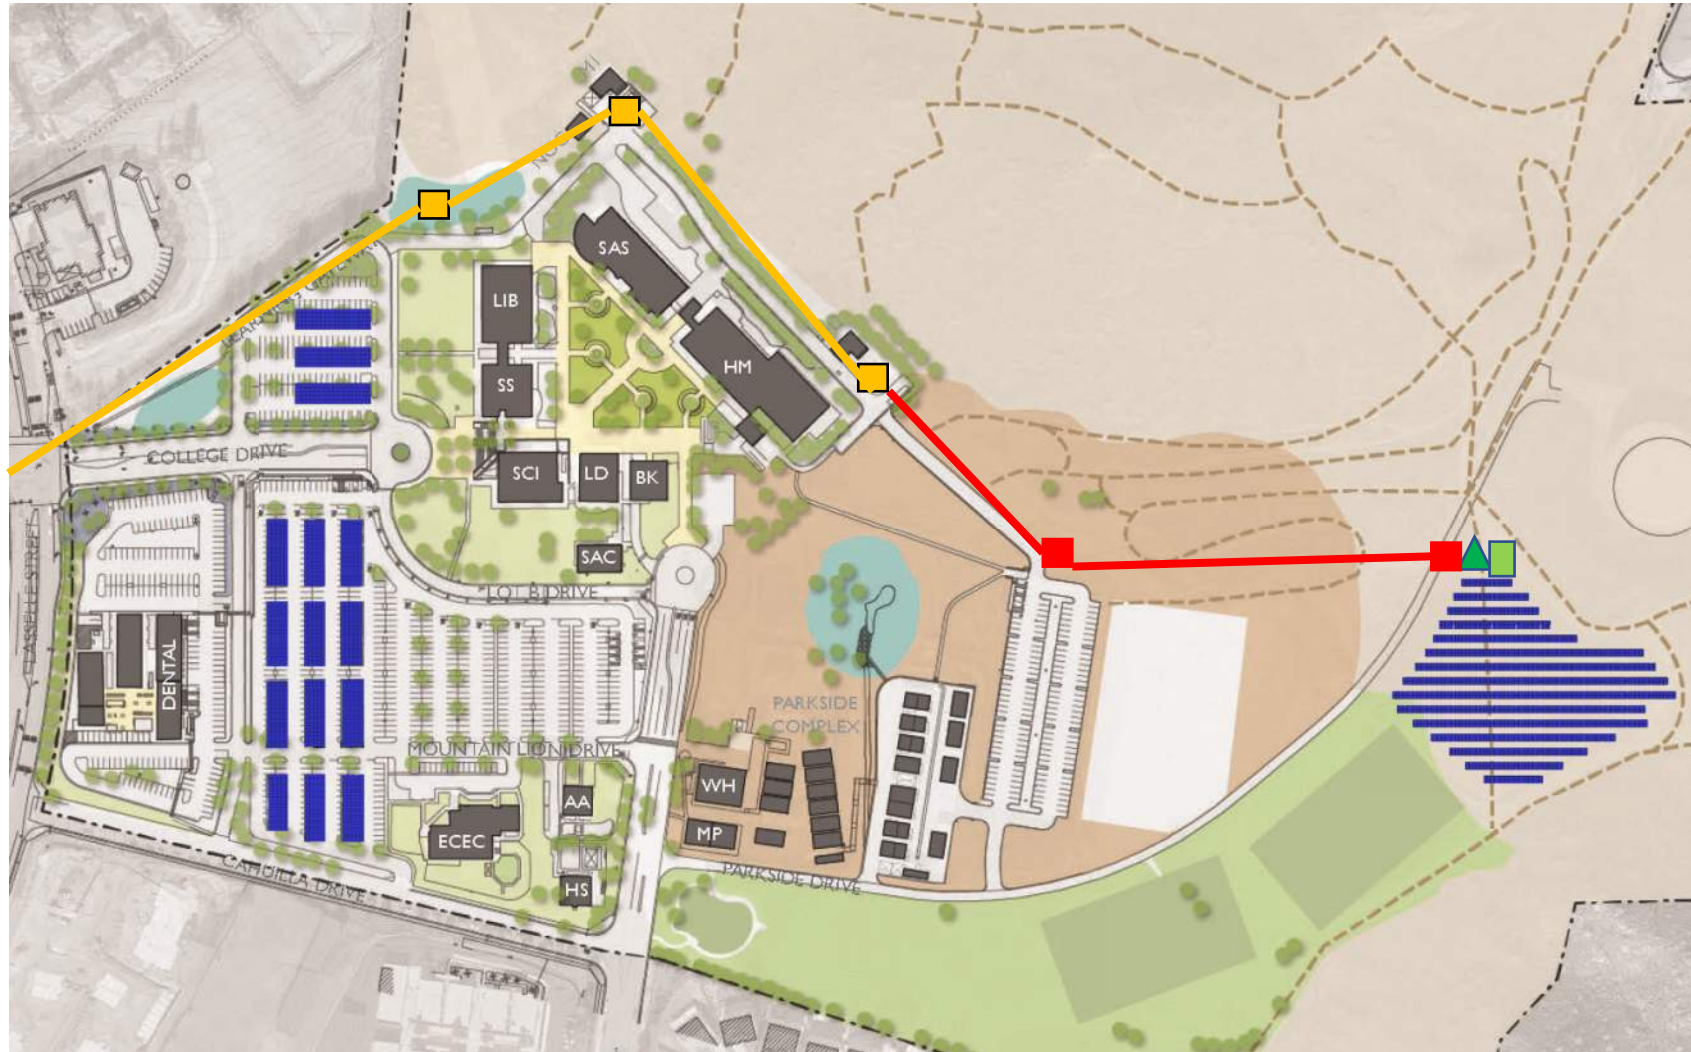 SAS
LIB
HM
SS
COLLEGE DRIVE
SCI
LD
BK
SAC
LOT B DRIVE
DENTAL
PARKSIDE
COMPLEX
MOUNTAIN LION DRIVE
WH
AA
MP
ECEC
HS
CAHUILLA DRIVE
PARKSIDE DRIVE